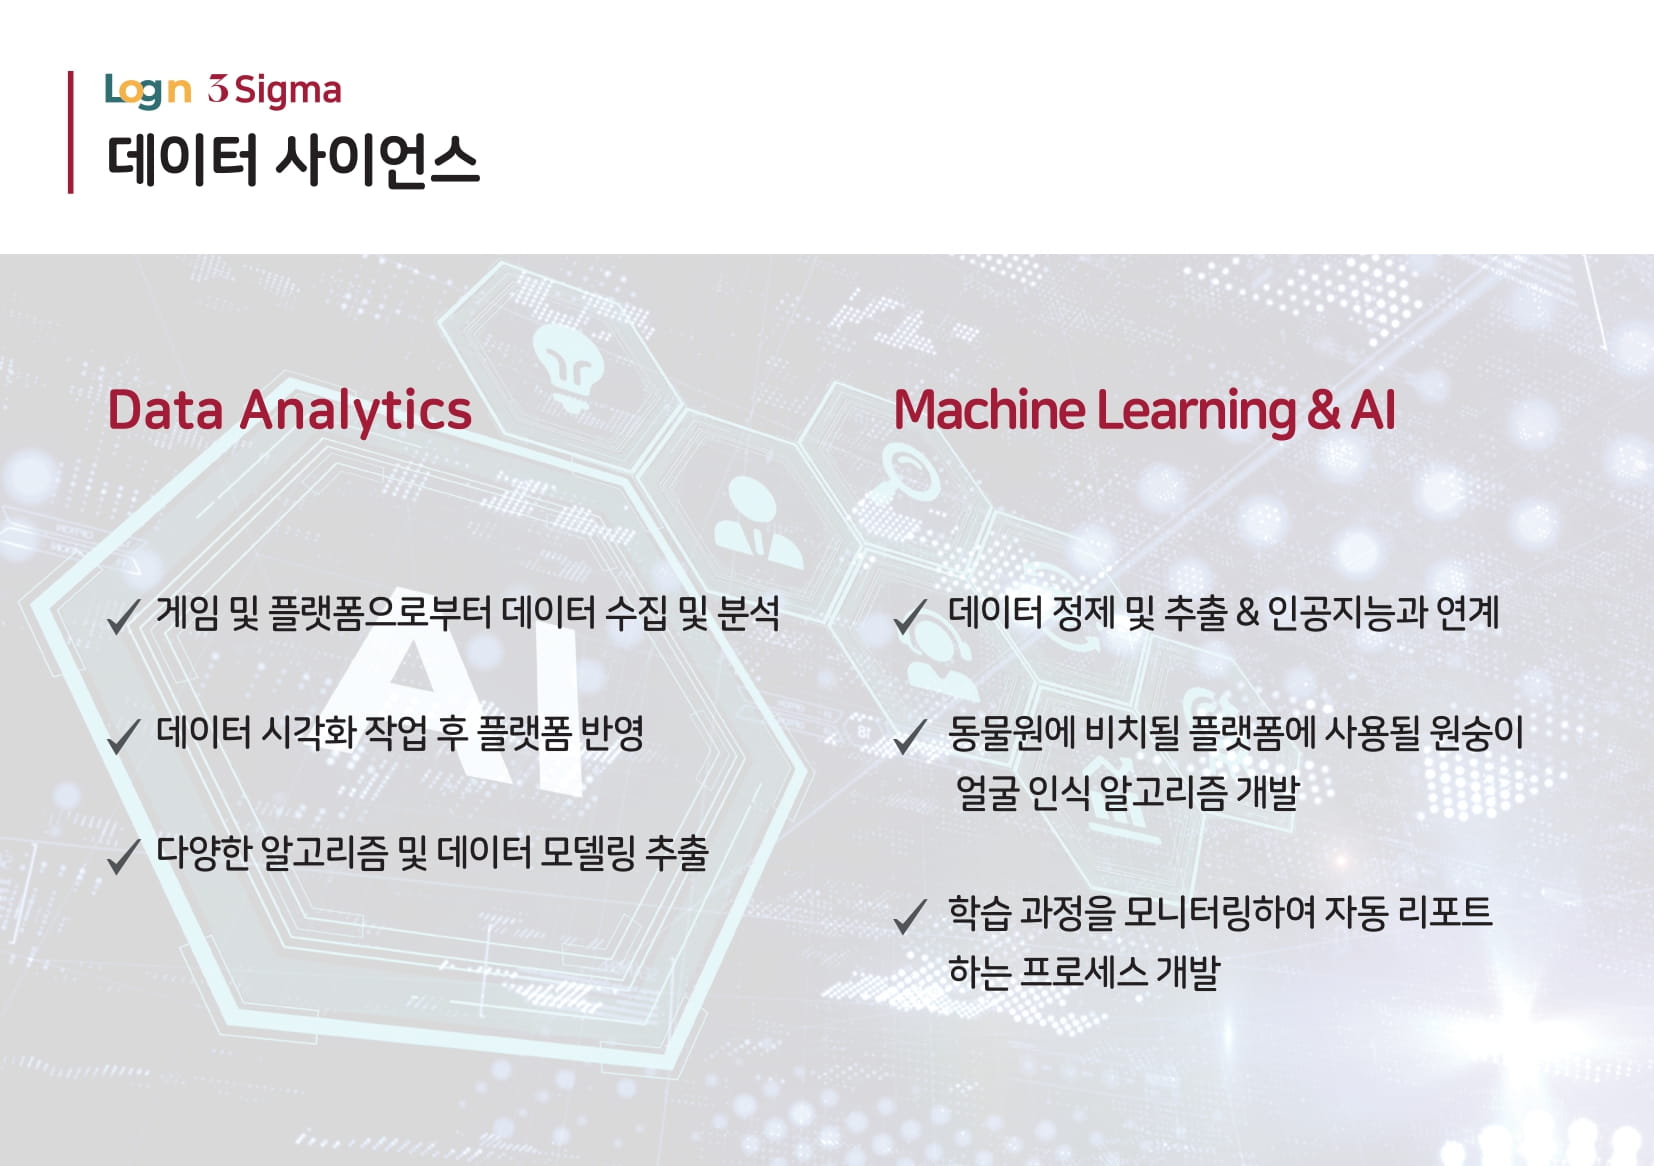 Logn 3 Sigma
데이터 사이언스
Data Analytics
게임 및 플랫폼으로부터 데이터 수집 및 분석
데이터 시각화 작업 후 플랫폼 반영
다양한 알고리즘 및 데이터 모델링 추출
AI
Machine Learning & AI
데이터 정제 및 추출 & 인공지능과 연계
동물원에 비치될 플랫폼에 사용될 원숭이
얼굴 인식 알고리즘 개발
학습 과정을 모니터링하여 자동 리포트
하는 프로세스 개발